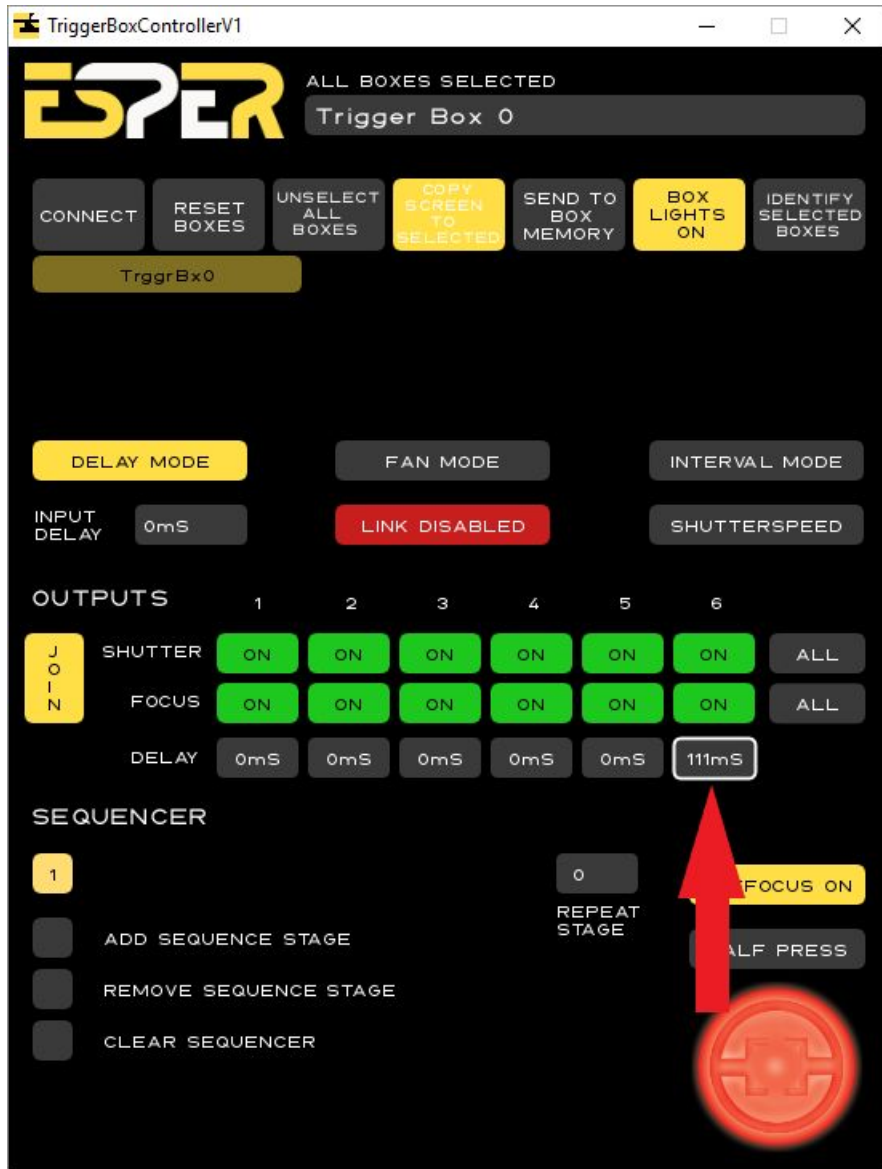 TriggerBoxControllerV1
ESPER
ALL BOXES SELECTED
Trigger Box 0
CONNECT
RESET
BOXES
UNSELECT
ALL
BOXES
COPY
SCREEN
TO
SELECTED
SEND TO
BOX
MEMORY
BOX
LIGHTS
ON
IDENTIFY
SELECTED
BOXES
TrggrBx0
DELAY MODE
FAN MODE
INTERVAL MODE
INPUT
DELAY
0mS
LINK DISABLED
SHUTTERSPEED
OUTPUTS 1 2 3 4 5 6
JOIN
SHUTTER ON ON ON ON ON ON ALL
FOCUS ON ON ON ON ON ON ALL
DELAY 0mS 0mS 0mS 0mS 0mS 111mS
SEQUENCER
1
0
REPEAT
STAGE
FOCUS ON
ADD SEQUENCE STAGE
ALF PRESS
REMOVE SEQUENCE STAGE
CLEAR SEQUENCER